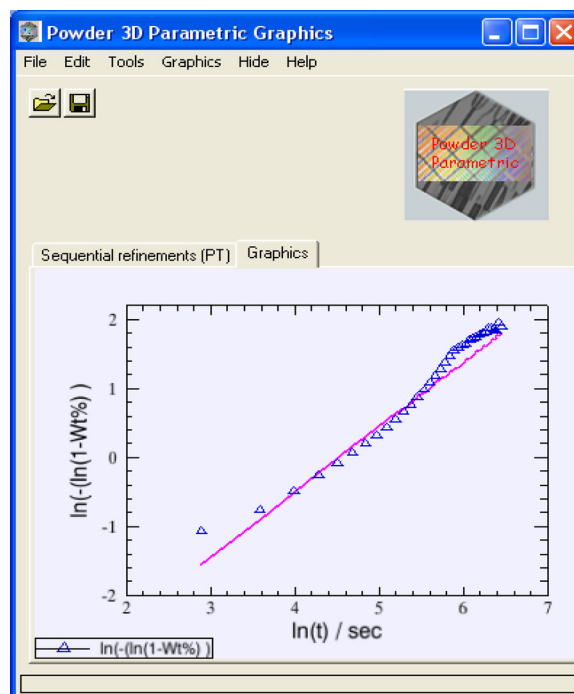 Powder 3D Parametric Graphics
File Edit Tools Graphics Hide Help
Powder 3D
Parametric
Sequential refinements (PT) Graphics
2
1
0
-1
-2
ln(-(ln(1-Wt%) )
2 3 4 5 6 7
ln(t) / sec
ln(-(ln(1-Wt%) )